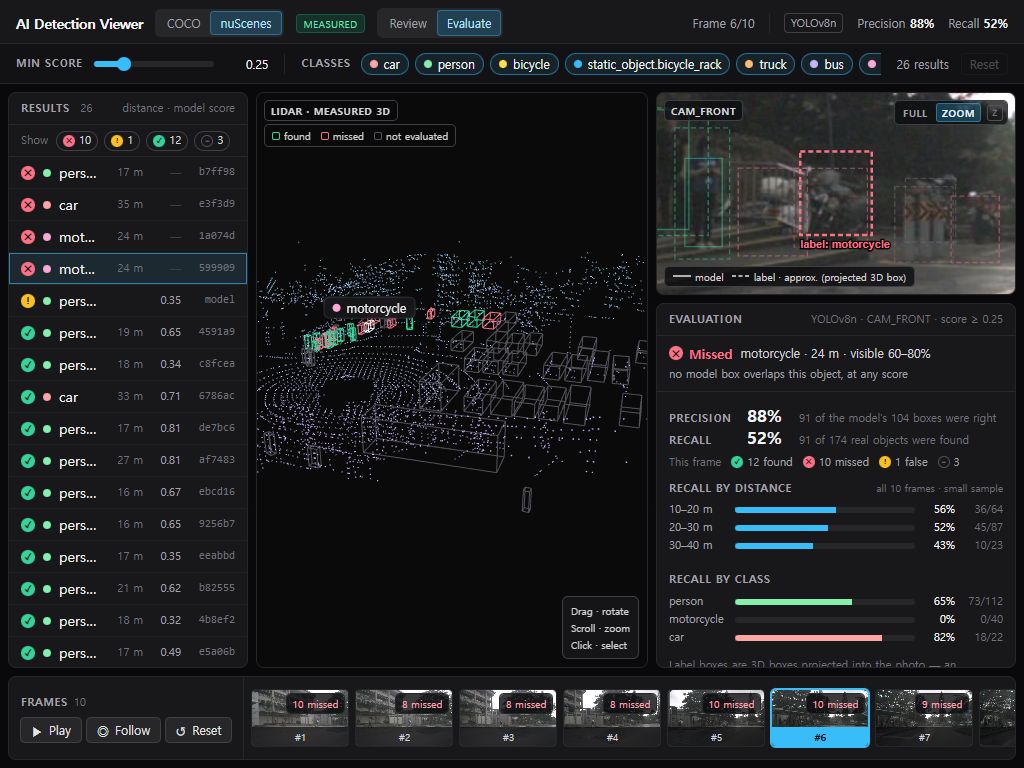 AI Detection Viewer COCO nuScenes MEASURED Review Evaluate Frame 6/10 YOLOv8n Precision 88% Recall 52%
MIN SCORE 0.25 CLASSES car person bicycle static_object.bicycle_rack truck bus 26 results Reset
RESULTS 26 distance · model score
Show 10 1 12 3
pers... 17 m — b7ff98
car 35 m — e3f3d9
mot... 24 m — 1a074d
mot... 24 m — 599909
pers... 0.35 model
pers... 19 m 0.65 4591a9
pers... 18 m 0.34 c8fcea
car 33 m 0.71 6786ac
pers... 17 m 0.81 de7bc6
pers... 27 m 0.81 af7483
pers... 16 m 0.67 ebcd16
pers... 16 m 0.65 9256b7
pers... 17 m 0.35 eeabbd
pers... 21 m 0.62 b82555
pers... 18 m 0.32 4b8ef2
pers... 17 m 0.49 e5a06b
LIDAR · MEASURED 3D
found missed not evaluated
motorcycle
Drag · rotate
Scroll · zoom
Click · select
CAM_FRONT FULL ZOOM Z
label: motorcycle
model label · approx. (projected 3D box)
EVALUATION YOLOv8n · CAM_FRONT · score ≥ 0.25
Missed motorcycle · 24 m · visible 60–80%
no model box overlaps this object, at any score
PRECISION 88% 91 of the model's 104 boxes were right
RECALL 52% 91 of 174 real objects were found
This frame 12 found 10 missed 1 false 3
RECALL BY DISTANCE all 10 frames · small sample
10–20 m 56% 36/64
20–30 m 52% 45/87
30–40 m 43% 10/23
RECALL BY CLASS
person 65% 73/112
motorcycle 0% 0/40
car 82% 18/22
Label boxes are 3D boxes projected into the photo — an
FRAMES 10
Play Follow Reset
10 missed
#1
8 missed
#2
8 missed
#3
8 missed
#4
10 missed
#5
10 missed
#6
9 missed
#7